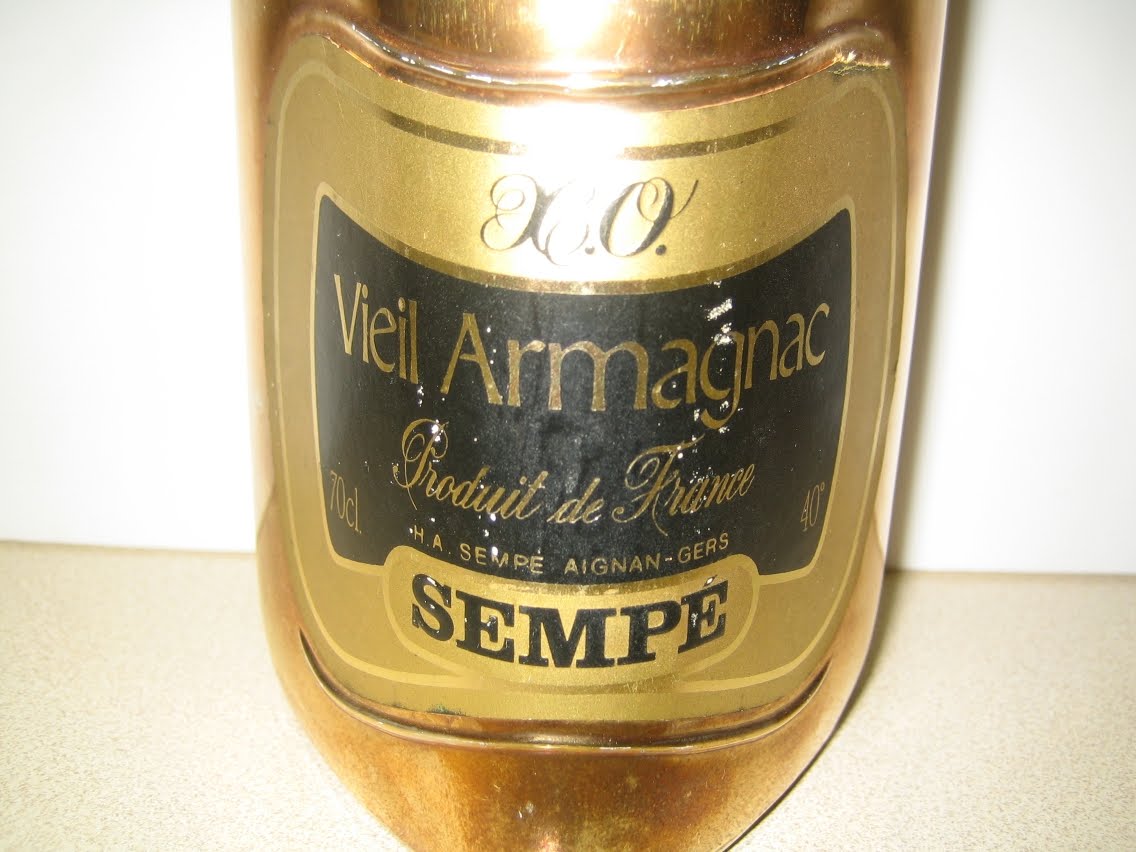 X.O.
Vieil Armagnac
Produit de France
70cl. 40°
H.A. SEMPÉ AIGNAN-GERS
SEMPÉ